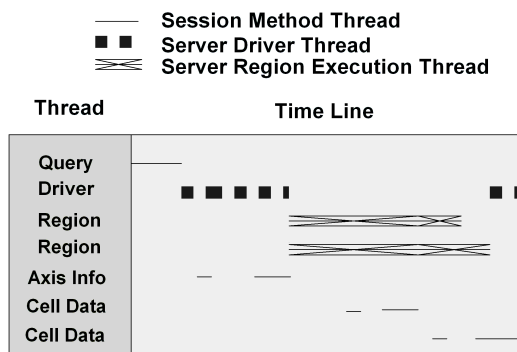 Session Method Thread
Server Driver Thread
Server Region Execution Thread
Thread Time Line
Query
Driver
Region
Region
Axis Info
Cell Data
Cell Data